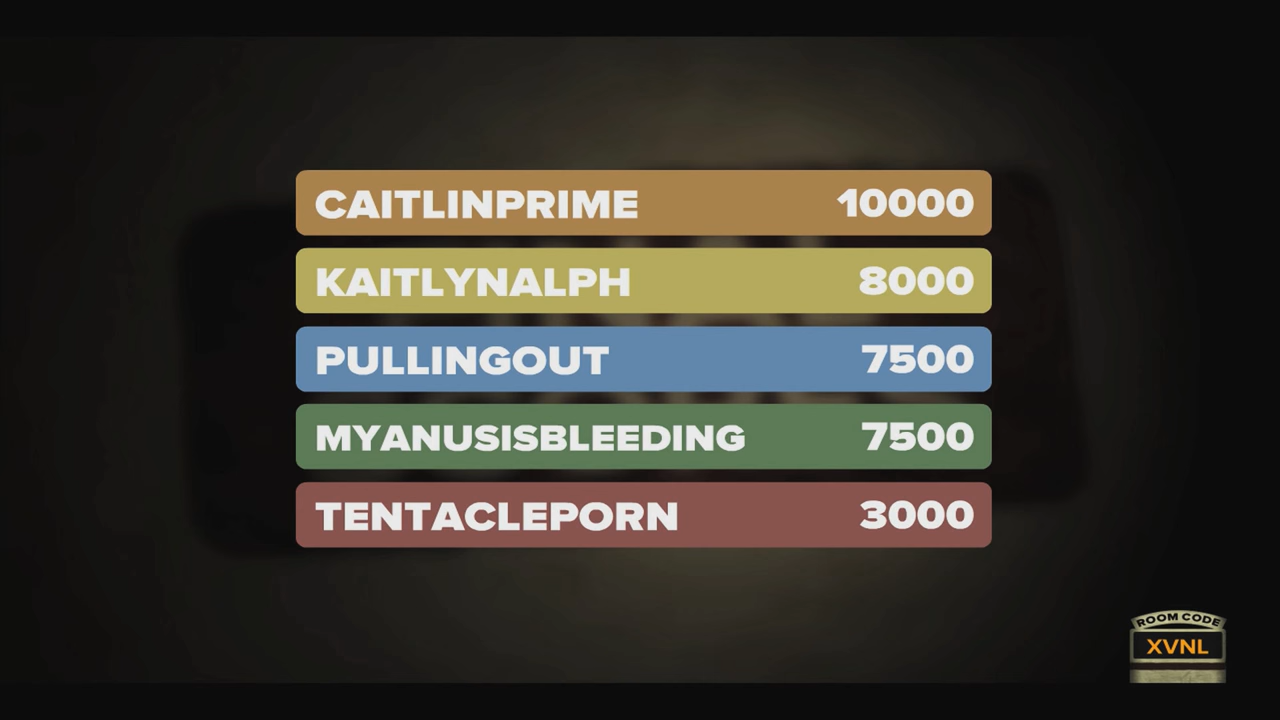 CAITLINPRIME 10000
KAITLYNALPH 8000
PULLINGOUT 7500
MYANUSISBLEEDING 7500
TENTACLEPORN 3000
ROOM CODE
XVNL